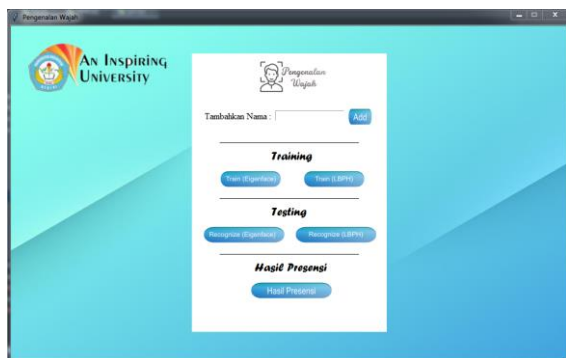 Pengenalan Wajah
An Inspiring
University
Pengenalan
Wajah
Tambahkan Nama :
Add
Training
Train (Eigenface)
Train (LBPH)
Testing
Recognize (Eigenface)
Recognize (LBPH)
Hasil Presensi
Hasil Presensi